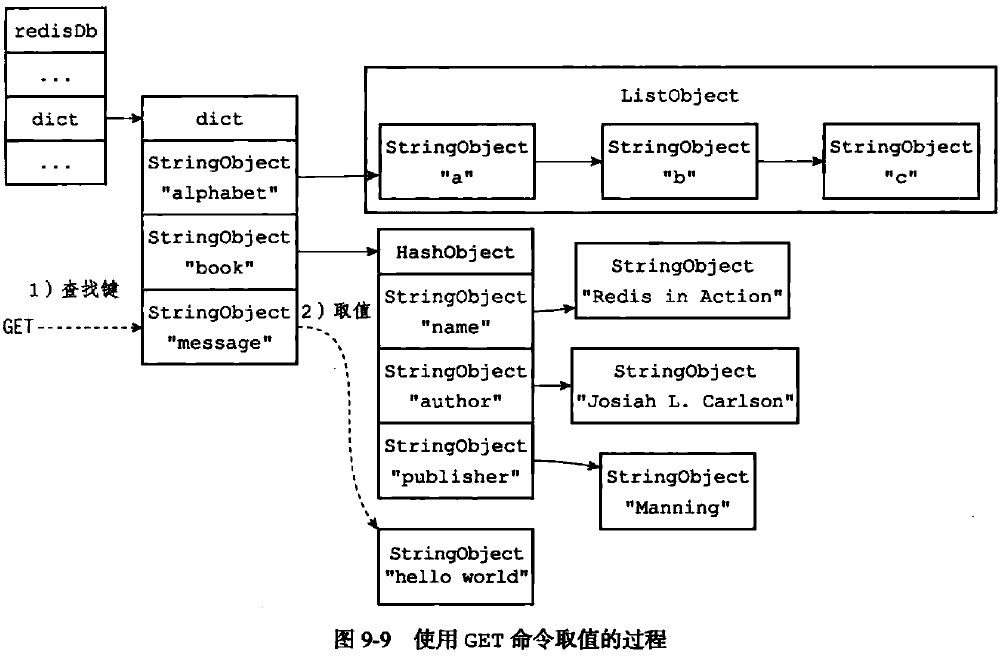 redisDb
...
dict
...
dict
StringObject
"alphabet"
StringObject
"book"
StringObject
"message"
1）查找键
GET
2）取值
ListObject
StringObject
"a"
StringObject
"b"
StringObject
"c"
HashObject
StringObject
"name"
StringObject
"author"
StringObject
"publisher"
StringObject
"Redis in Action"
StringObject
"Josiah L. Carlson"
StringObject
"Manning"
StringObject
"hello world"
图 9-9 使用 GET 命令取值的过程